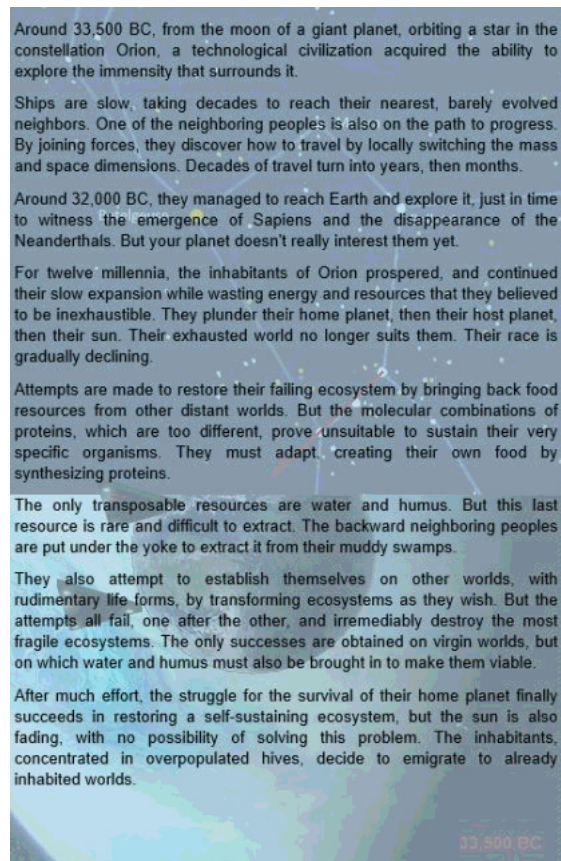 Around 33,500 BC, from the moon of a giant planet, orbiting a star in the
constellation Orion, a technological civilization acquired the ability to
explore the immensity that surrounds it.
Ships are slow, taking decades to reach their nearest, barely evolved
neighbors. One of the neighboring peoples is also on the path to progress.
By joining forces, they discover how to travel by locally switching the mass
and space dimensions. Decades of travel turn into years, then months.
Around 32,000 BC, they managed to reach Earth and explore it, just in time
to witness the emergence of Sapiens and the disappearance of the
Neanderthals. But your planet doesn't really interest them yet.
For twelve millennia, the inhabitants of Orion prospered, and continued
their slow expansion while wasting energy and resources that they believed
to be inexhaustible. They plunder their home planet, then their host planet,
then their sun. Their exhausted world no longer suits them. Their race is
gradually declining.
Attempts are made to restore their failing ecosystem by bringing back food
resources from other distant worlds. But the molecular combinations of
proteins, which are too different, prove unsuitable to sustain their very
specific organisms. They must adapt, creating their own food by
synthesizing proteins.
The only transposable resources are water and humus. But this last
resource is rare and difficult to extract. The backward neighboring peoples
are put under the yoke to extract it from their muddy swamps.
They also attempt to establish themselves on other worlds, with
rudimentary life forms, by transforming ecosystems as they wish. But the
attempts all fail, one after the other, and irremediably destroy the most
fragile ecosystems. The only successes are obtained on virgin worlds, but
on which water and humus must also be brought in to make them viable.
After much effort, the struggle for the survival of their home planet finally
succeeds in restoring a self-sustaining ecosystem, but the sun is also
fading, with no possibility of solving this problem. The inhabitants,
concentrated in overpopulated hives, decide to emigrate to already
inhabited worlds.
33,500 BC